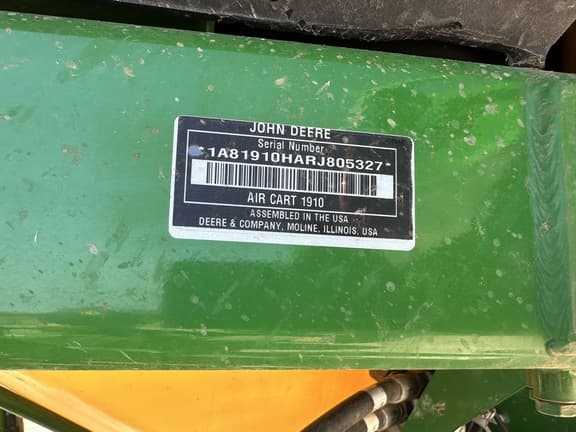 JOHN DEERE
Serial Number
*1A81910HARJ805327*
AIR CART 1910
ASSEMBLED IN THE USA
DEERE & COMPANY, MOLINE, ILLINOIS, USA